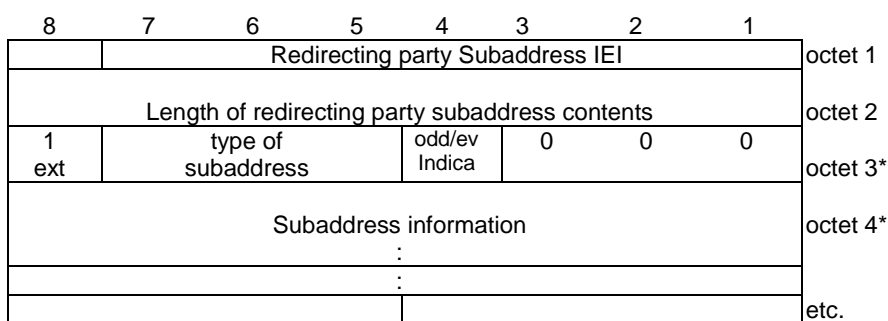 8 7 6 5 4 3 2 1
Redirecting party Subaddress IEI octet 1
Length of redirecting party subaddress contents octet 2
1 type of odd/ev 0 0 0
ext subaddress Indica octet 3*
Subaddress information octet 4*
:
:
etc.